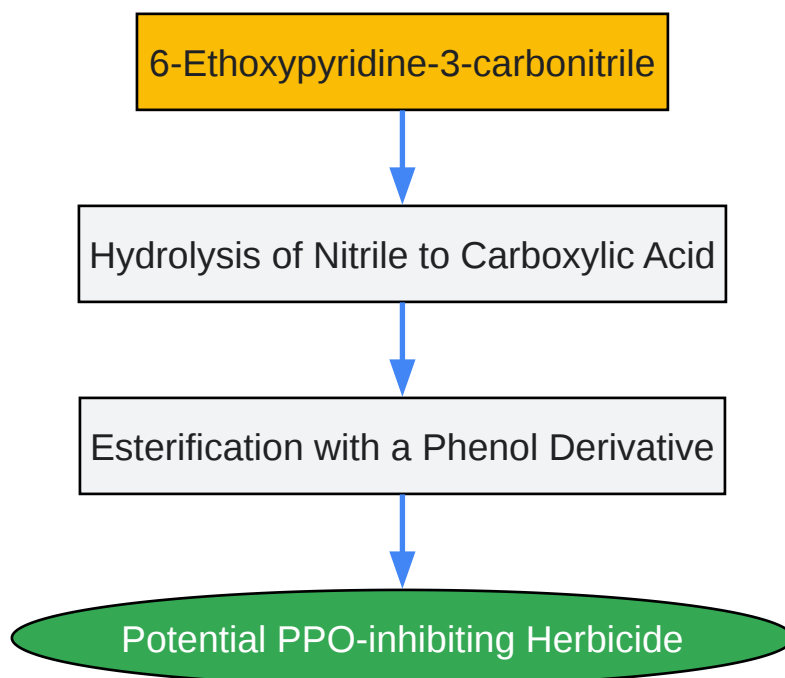 6-Ethoxypyridine-3-carbonitrile
Hydrolysis of Nitrile to Carboxylic Acid
Esterification with a Phenol Derivative
Potential PPO-inhibiting Herbicide